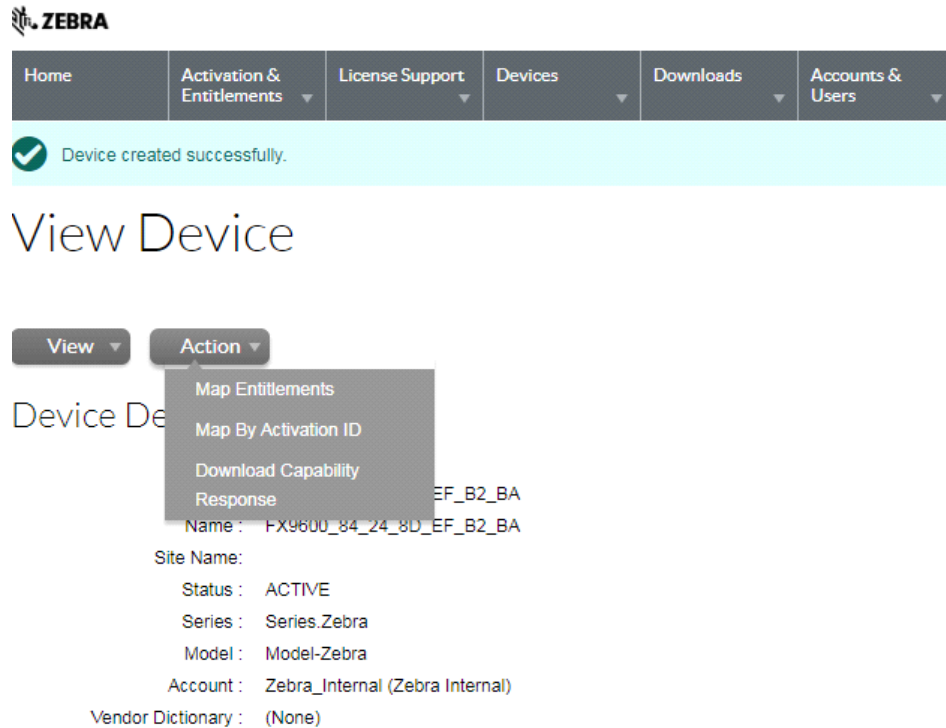 ZEBRA
Home
Activation &
Entitlements
License Support
Devices
Downloads
Accounts &
Users
Device created successfully.
View Device
View
Action
Map Entitlements
Map By Activation ID
Download Capability
Response
Device De
EF_B2_BA
Name : FX9600_84_24_8D_EF_B2_BA
Site Name:
Status : ACTIVE
Series : Series.Zebra
Model : Model-Zebra
Account : Zebra_Internal (Zebra Internal)
Vendor Dictionary : (None)